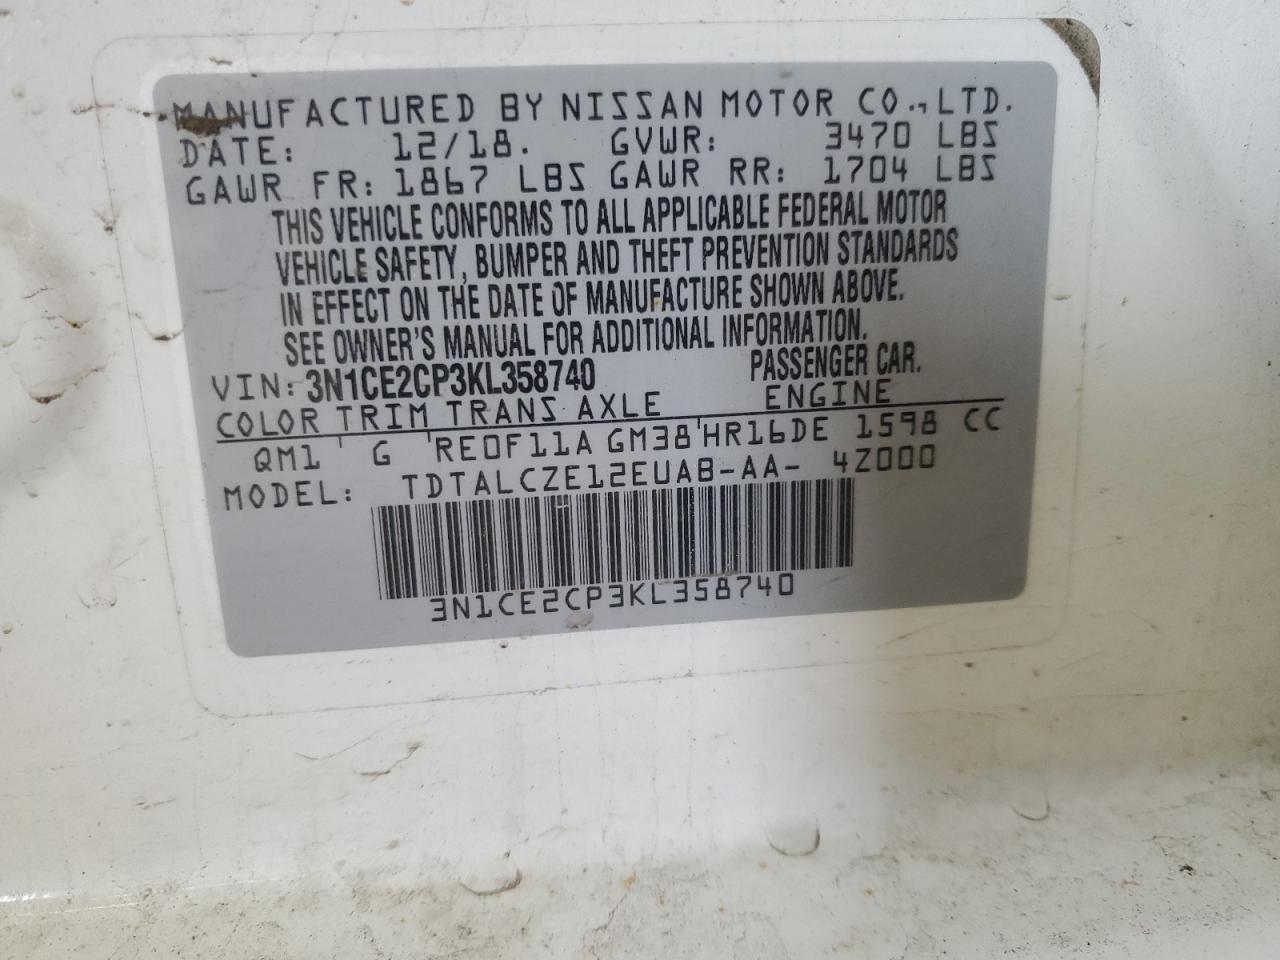 MANUFACTURED BY NISSAN MOTOR CO., LTD.
DATE: 12/18. GVWR: 3470 LBS
GAWR FR: 1867 LBS GAWR RR: 1704 LBS
THIS VEHICLE CONFORMS TO ALL APPLICABLE FEDERAL MOTOR
VEHICLE SAFETY, BUMPER AND THEFT PREVENTION STANDARDS
IN EFFECT ON THE DATE OF MANUFACTURE SHOWN ABOVE.
SEE OWNER'S MANUAL FOR ADDITIONAL INFORMATION.
VIN: 3N1CE2CP3KL358740 PASSENGER CAR.
COLOR TRIM TRANS AXLE ENGINE
QM1 G RE0F11A GM38 HR16DE 1598 CC
MODEL: TDTALCZE12EUAB-AA- 4Z000
3N1CE2CP3KL358740